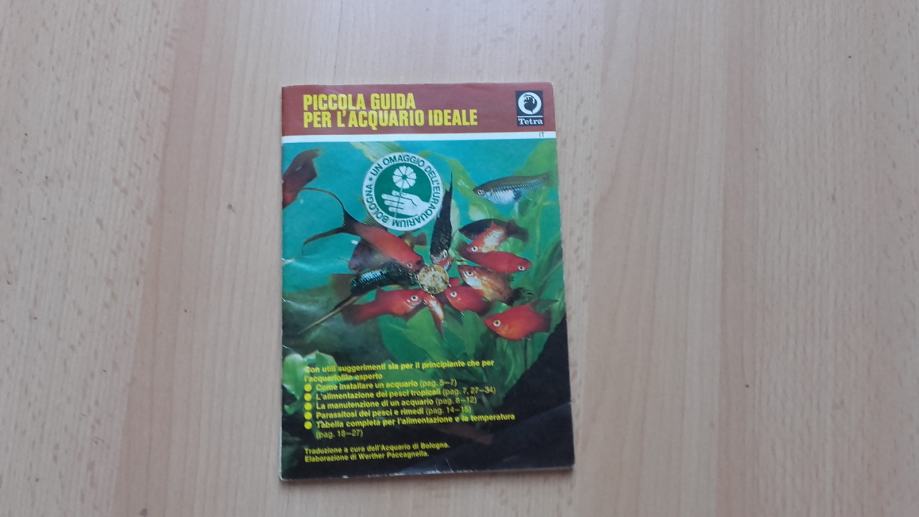 PICCOLA GUIDA
PER L'ACQUARIO IDEALE
Tetra
IT
UN OMAGGIO DELL'EURAQUARIUM • BOLOGNA •
Con utili suggerimenti sia per il principiante che per
l'acquariofilo esperto
Come installare un acquario (pag. 5–7)
L'alimentazione dei pesci tropicali (pag. 7, 27–34)
La manutenzione di un acquario (pag. 8–12)
Parassitosi dei pesci e rimedi (pag. 14–15)
Tabella completa per l'alimentazione e la temperatura
(pag. 18–27)
Traduzione a cura dell'Acquario di Bologna.
Elaborazione di Werther Paccagnella.